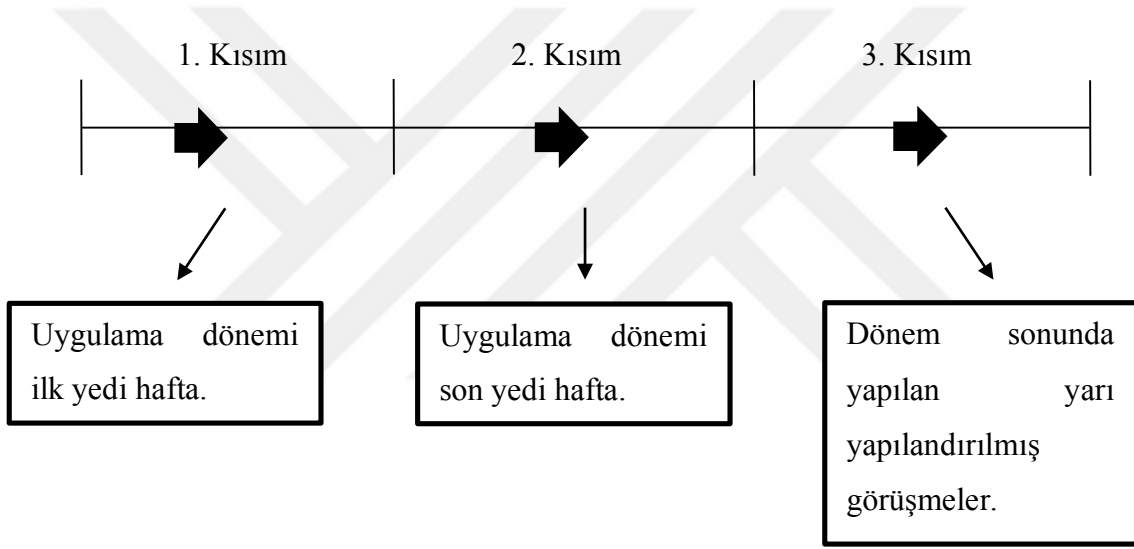 1. Kısım 2. Kısım 3. Kısım
Uygulama dönemi
ilk yedi hafta.
Uygulama dönemi
son yedi hafta.
Dönem sonunda
yapılan yarı
yapılandırılmış
görüşmeler.